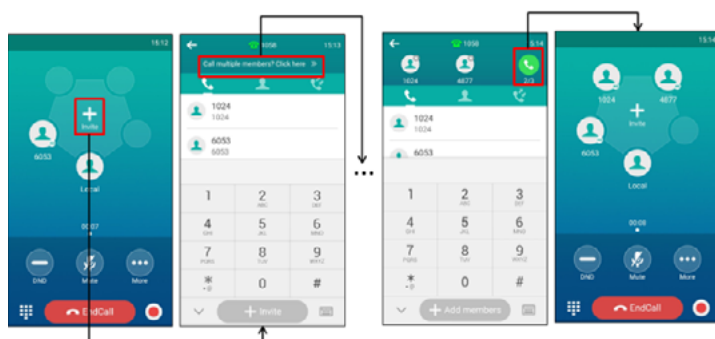 15:12
Invite
6053
Local
00:07
DND
Mute
More
EndCall
1058
15:13
Call multiple members? Click here »
1024
1024
6053
6053
1
2
ABC
3
DEF
4
GHI
5
JKL
6
MNO
7
PQRS
8
TUV
9
WXYZ
*
0
#
+ Invite
...
1058
5:14
1024
4877
2/3
1024
1024
6053
1
2
ABC
3
DEF
4
GHI
5
JKL
6
MNO
7
PQRS
8
TUV
9
WXYZ
*
0
#
+ Add members
15:14
1024
4877
Invite
6053
Local
00:08
DND
Mute
More
EndCall